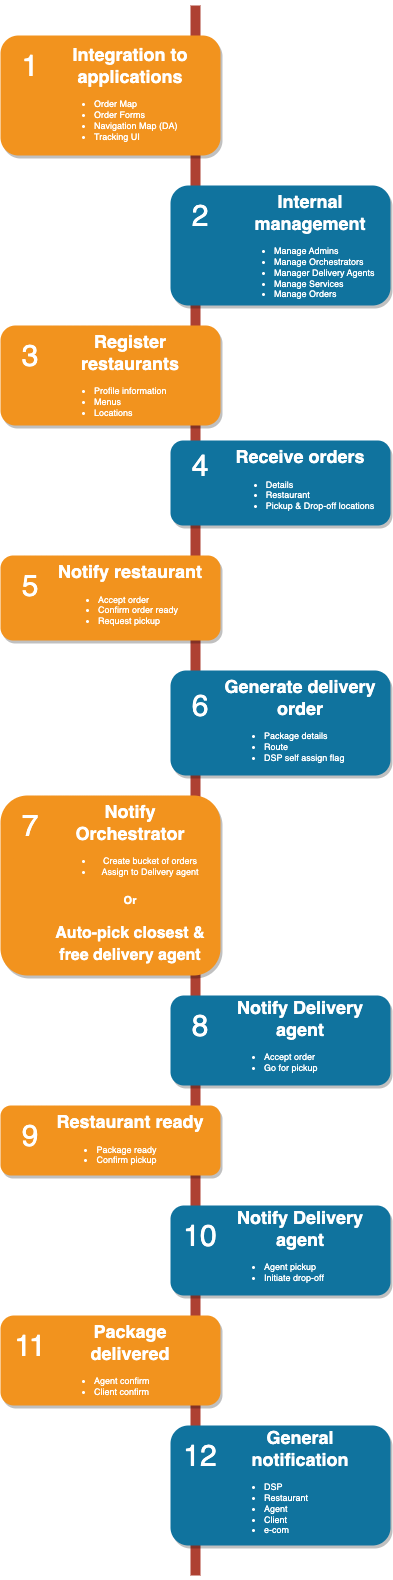 1
Integration to
applications
• Order Map
• Order Forms
• Navigation Map (DA)
• Tracking UI
2
Internal
management
• Manage Admins
• Manage Orchestrators
• Manager Delivery Agents
• Manage Services
• Manage Orders
3
Register
restaurants
• Profile information
• Menus
• Locations
4
Receive orders
• Details
• Restaurant
• Pickup & Drop-off locations
5
Notify restaurant
• Accept order
• Confirm order ready
• Request pickup
6
Generate delivery
order
• Package details
• Route
• DSP self assign flag
7
Notify
Orchestrator
• Create bucket of orders
• Assign to Delivery agent
Or
Auto-pick closest &
free delivery agent
8
Notify Delivery
agent
• Accept order
• Go for pickup
9
Restaurant ready
• Package ready
• Confirm pickup
10
Notify Delivery
agent
• Agent pickup
• Initiate drop-off
11
Package
delivered
• Agent confirm
• Client confirm
12
General
notification
• DSP
• Restaurant
• Agent
• Client
• e-com